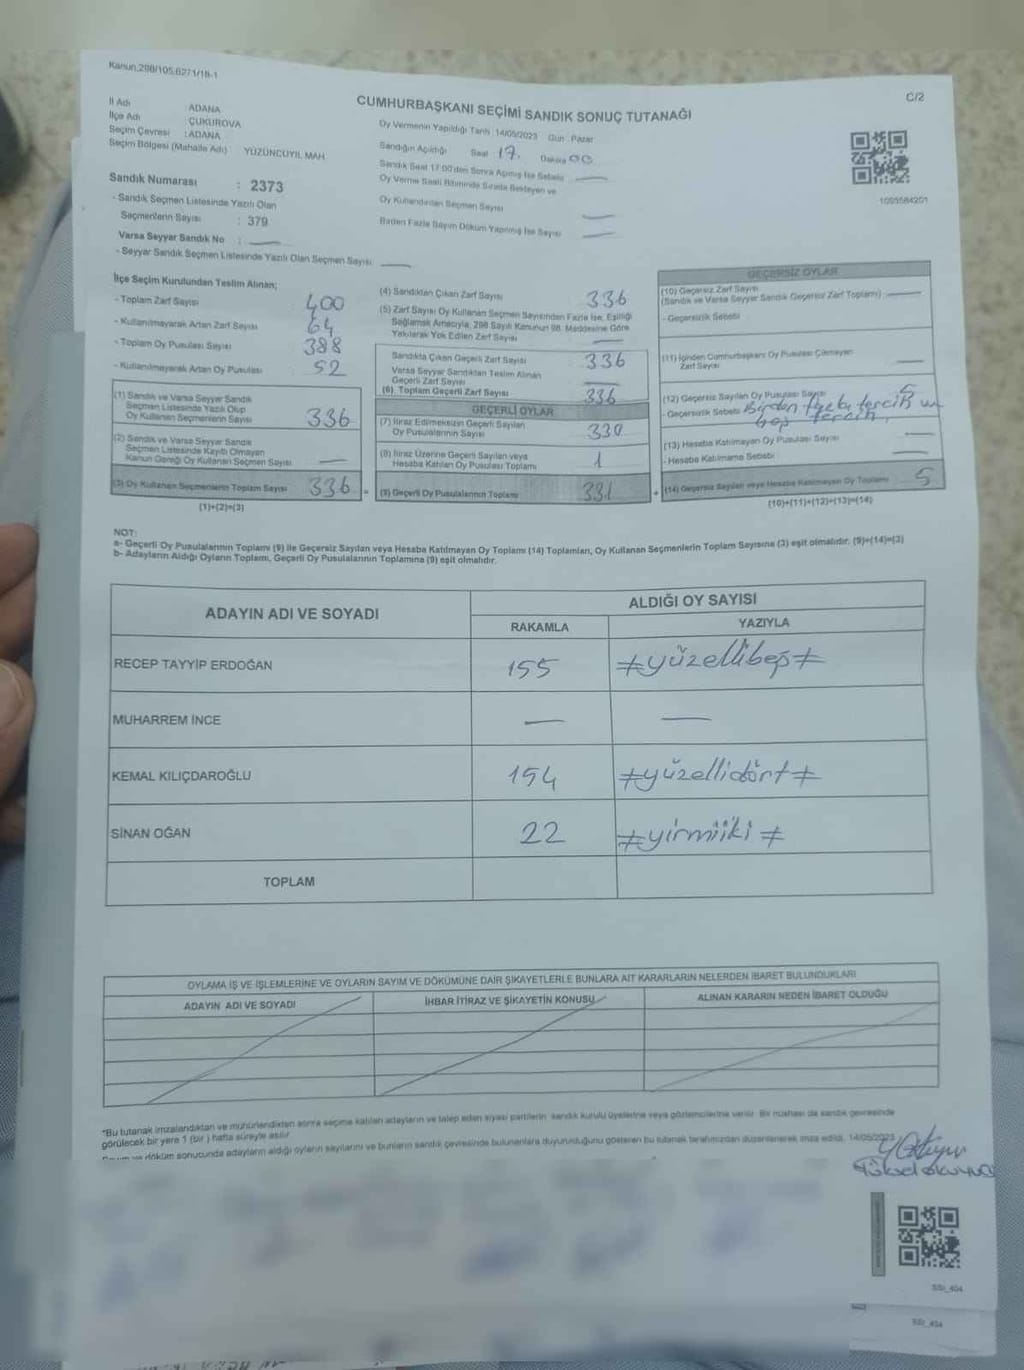 Kanun.298/105,6271/18-1
C/2
CUMHURBAŞKANI SEÇİMİ SANDIK SONUÇ TUTANAĞI
İl Adı : ADANA
İlçe Adı : ÇUKUROVA
Seçim Çevresi : ADANA
Seçim Bölgesi (Mahalle Adı) YÜZÜNCÜYIL MAH.
Oy Vermenin Yapıldığı Tarih :14/05/2023 Gün : Pazar
Sandığın Açıldığı Saat 17. Dakika 00
Sandık Saat 17:00'den Sonra Açılmış İse Sebebi
Oy Verme Saati Bitiminde Sırada Bekleyen ve
Oy Kullandırılan Seçmen Sayısı
Birden Fazla Sayım Döküm Yapılmış İse Sayısı
Sandık Numarası : 2373
- Sandık Seçmen Listesinde Yazılı Olan
Seçmenlerin Sayısı : 379
Varsa Seyyar Sandık No :
- Seyyar Sandık Seçmen Listesinde Yazılı Olan Seçmen Sayısı:
İlçe Seçim Kurulundan Teslim Alınan;
- Toplam Zarf Sayısı 400
- Kullanılmayarak Artan Zarf Sayısı 64
- Toplam Oy Pusulası Sayısı 388
- Kullanılmayarak Artan Oy Pusulası 52
(1) Sandık ve Varsa Seyyar Sandık
Seçmen Listesinde Yazılı Olup
Oy Kullanan Seçmenlerin Sayısı 336
(2) Sandık ve Varsa Seyyar Sandık
Seçmen Listesinde Kayıtlı Olmayan
Kanun Gereği Oy Kullanan Seçmen Sayısı
(3) Oy Kullanan Seçmenlerin Toplam Sayısı 336 =
(1)+(2)=(3)
(4) Sandıktan Çıkan Zarf Sayısı 336
(5) Zarf Sayısı Oy Kullanan Seçmen Sayısından Fazla İse, Eşitliği
Sağlamak Amacıyla, 298 Sayılı Kanunun 98. Maddesine Göre
Yakılarak Yok Edilen Zarf Sayısı
Sandıkta Çıkan Geçerli Zarf Sayısı 336
Varsa Seyyar Sandıktan Teslim Alınan
Geçerli Zarf Sayısı
(6) Toplam Geçerli Zarf Sayısı 336
GEÇERLİ OYLAR
(7) İtiraz Edilmeksizin Geçerli Sayılan
Oy Pusulalarının Sayısı 330
(8) İtiraz Üzerine Geçerli Sayılan veya
Hesaba Katılan Oy Pusulası Toplamı 1
(9) Geçerli Oy Pusulalarının Toplamı 331 +
GEÇERSİZ OYLAR
(10) Geçersiz Zarf Sayısı
(Sandık ve Varsa Seyyar Sandık Geçersiz Zarf Toplamı)
- Geçersizlik Sebebi
(11) İçinden Cumhurbaşkanı Oy Pusulası Çıkmayan
Zarf Sayısı
(12) Geçersiz Sayılan Oy Pusulası Sayısı 5
- Geçersizlik Sebebi Birden fazla tercih
boş tercih
(13) Hesaba Katılmayan Oy Pusulası Sayısı
- Hesaba Katılmama Sebebi
(14) Geçersiz Sayılan veya Hesaba Katılmayan Oy Toplamı 5
(10)+(11)+(12)+(13)=(14)
NOT:
a- Geçerli Oy Pusulalarının Toplamı (9) ile Geçersiz Sayılan veya Hesaba Katılmayan Oy Toplamı (14) Toplamları, Oy Kullanan Seçmenlerin Toplam Sayısına (3) eşit olmalıdır. (9)+(14)=(3)
b- Adayların Aldığı Oyların Toplamı, Geçerli Oy Pusulalarının Toplamına (9) eşit olmalıdır.
ADAYIN ADI VE SOYADI
ALDIĞI OY SAYISI
RAKAMLA YAZIYLA
RECEP TAYYİP ERDOĞAN 155 #yüzellibeş#
MUHARREM İNCE — —
KEMAL KILIÇDAROĞLU 154 #yüzellidört#
SİNAN OĞAN 22 #yirmiiki#
TOPLAM
OYLAMA İŞ VE İŞLEMLERİNE VE OYLARIN SAYIM VE DÖKÜMÜNE DAİR ŞİKAYETLERLE BUNLARA AİT KARARLARIN NELERDEN İBARET BULUNDUKLARI
ADAYIN ADI VE SOYADI İHBAR İTİRAZ VE ŞİKAYETİN KONUSU ALINAN KARARIN NEDEN İBARET OLDUĞU
*Bu tutanak imzalandıktan ve mühürlendikten sonra seçime katılan adayların ve talep eden siyasi partilerin, sandık kurulu üyelerine veya gözlemcilerine verilir. Bir nüshası da sandık çevresinde
görülecek bir yere 1 (bir) hafta süreyle asılır.
ve döküm sonucunda adayların aldığı oyların sayılarını ve bunların sandık çevresinde bulunanlara duyurulduğunu gösteren bu tutanak tarafımızdan düzenlenerek imza edildi. 14/05/2023
SSI_404
SSI_404